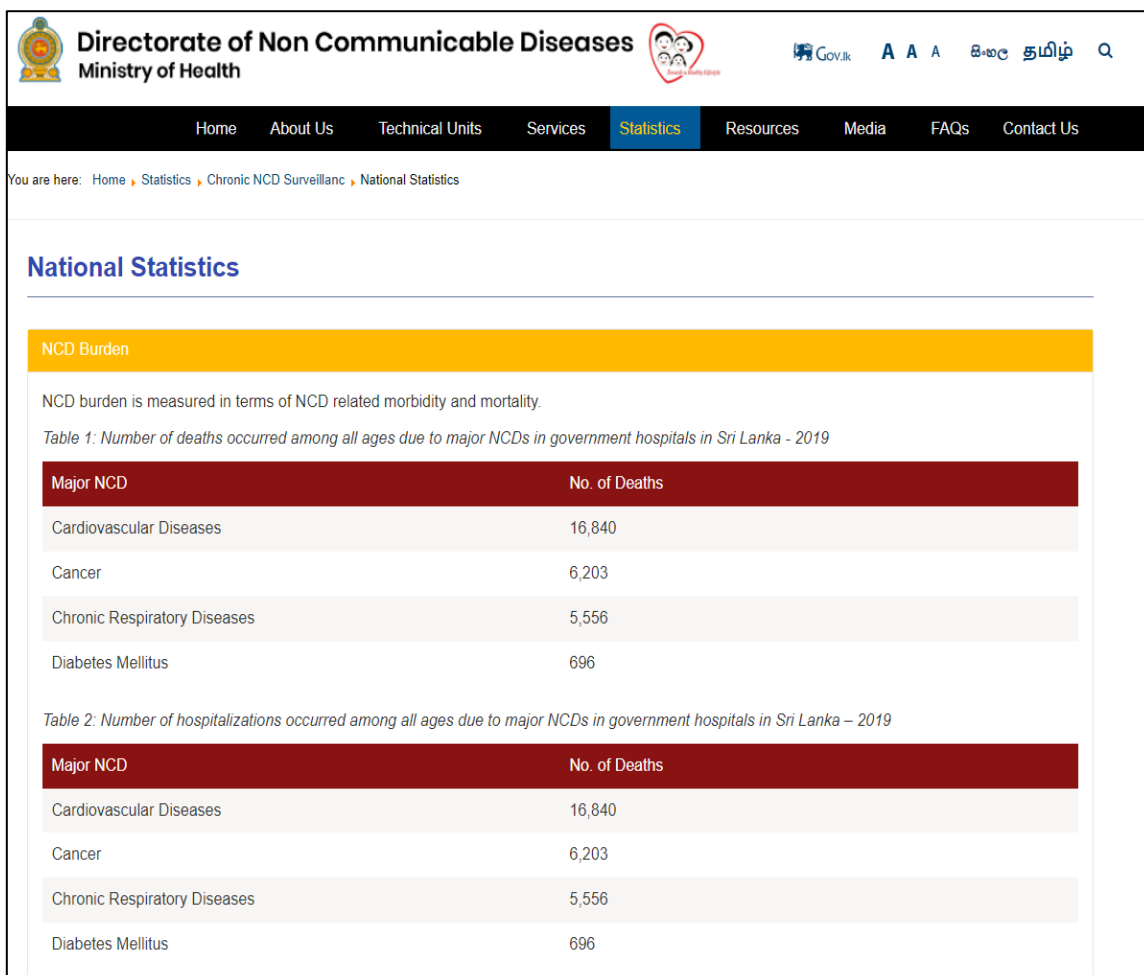 Directorate of Non Communicable Diseases
Ministry of Health
Towards a Healthy Lifestyle
Gov.lk A A A සිංහල தமிழ்
Home About Us Technical Units Services Statistics Resources Media FAQs Contact Us
You are here: Home Statistics Chronic NCD Surveillanc National Statistics
National Statistics
NCD Burden
NCD burden is measured in terms of NCD related morbidity and mortality.
Table 1: Number of deaths occurred among all ages due to major NCDs in government hospitals in Sri Lanka - 2019
Major NCD No. of Deaths
Cardiovascular Diseases 16,840
Cancer 6,203
Chronic Respiratory Diseases 5,556
Diabetes Mellitus 696
Table 2: Number of hospitalizations occurred among all ages due to major NCDs in government hospitals in Sri Lanka – 2019
Major NCD No. of Deaths
Cardiovascular Diseases 16,840
Cancer 6,203
Chronic Respiratory Diseases 5,556
Diabetes Mellitus 696